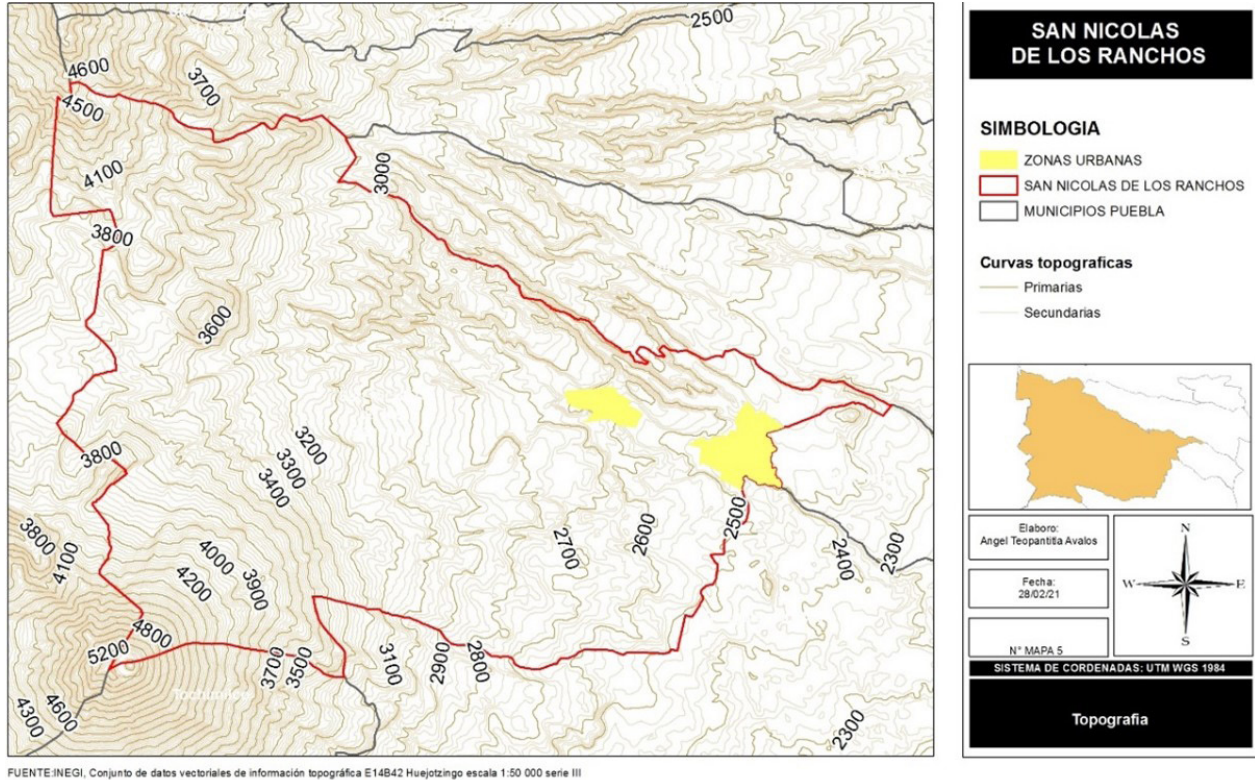 SAN NICOLAS
DE LOS RANCHOS
SIMBOLOGIA
ZONAS URBANAS
SAN NICOLAS DE LOS RANCHOS
MUNICIPIOS PUEBLA
Curvas topograficas
Primarias
Secundarias
2500
4600
3700
4500
4100
3000
3800
3600
3200
3800
3300
3400
3800
4100
4000
4200
3900
2700
2600
2500
2400
2300
4800
5200
3700
3500
3100
2900
2800
4300
4600
2300
Elaboro:
Angel Teopantitla Avalos
Fecha:
28/02/21
N° MAPA 5
N
W
E
S
SISTEMA DE CORDENADAS: UTM WGS 1984
Topografia
FUENTE:INEGI, Conjunto de datos vectoriales de información topográfica E14B42 Huejotzingo escala 1:50 000 serie III